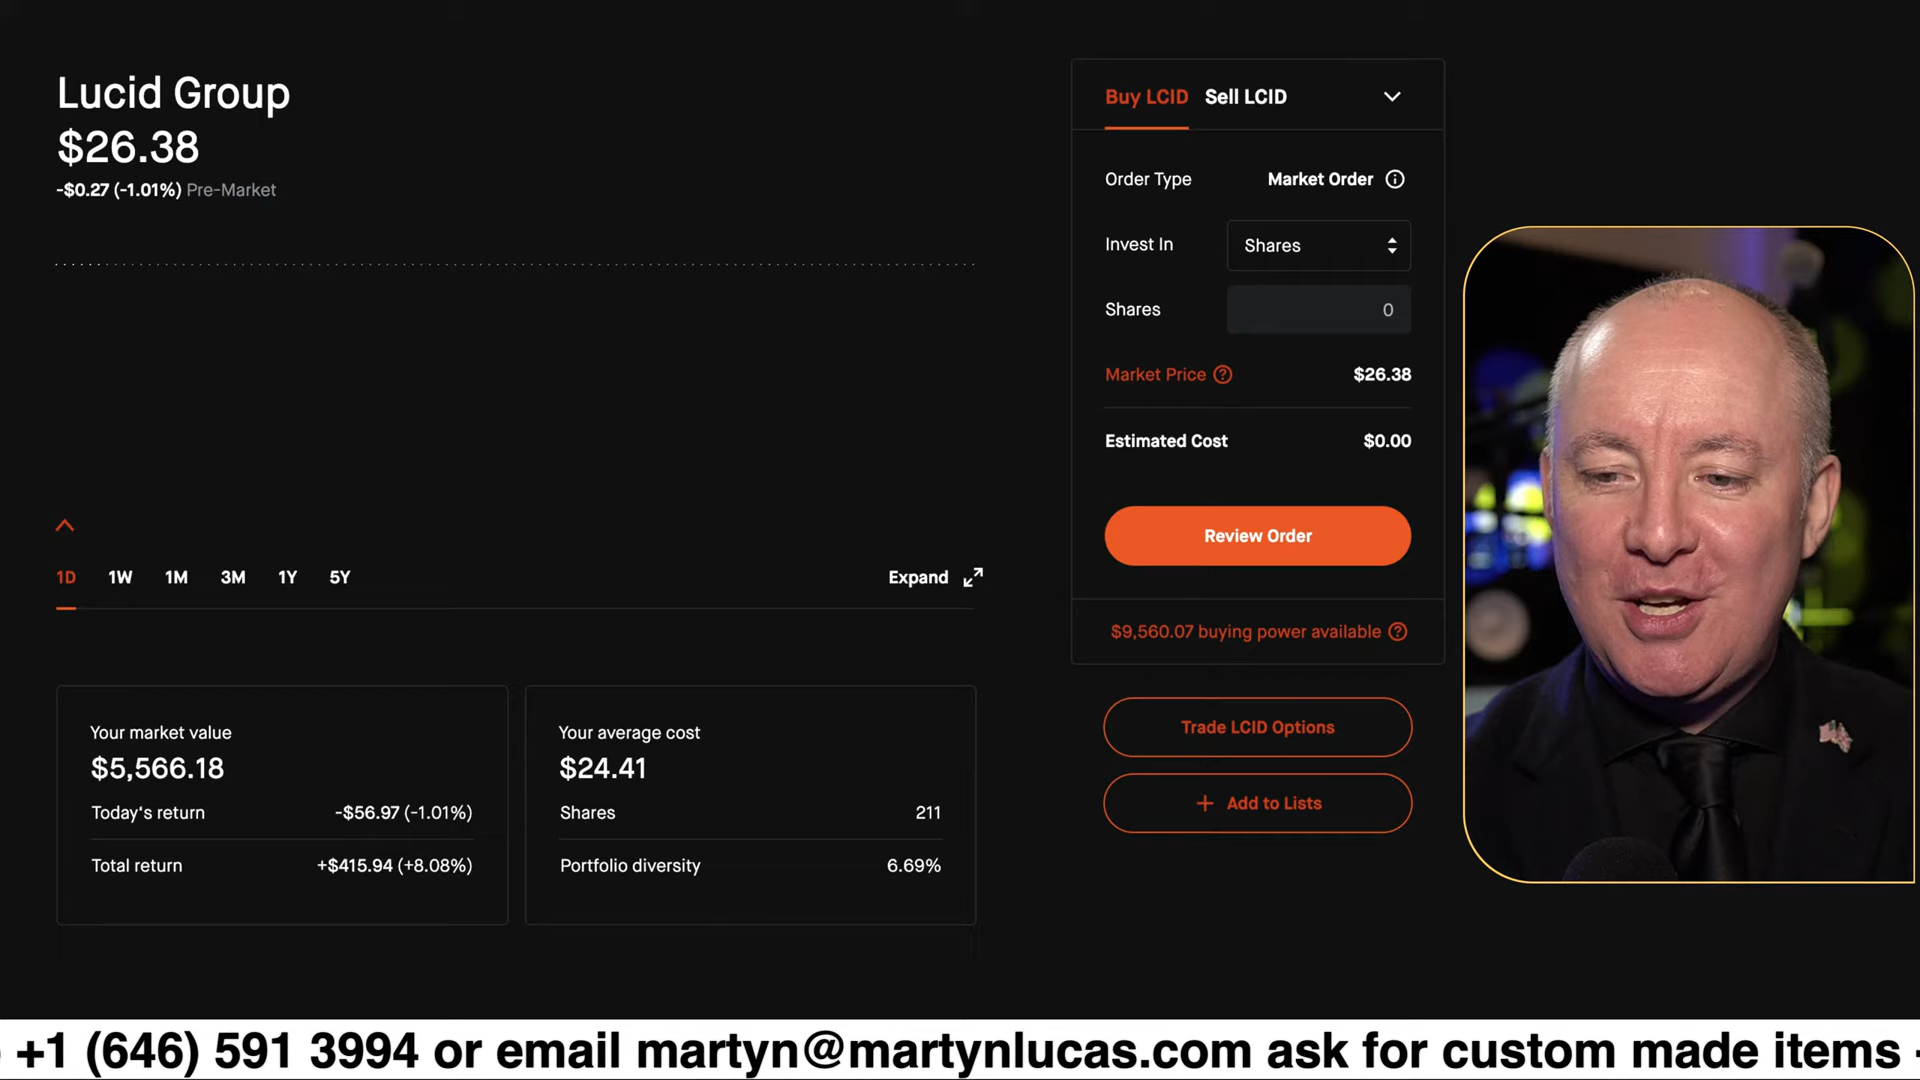 Lucid Group
$26.38
-$0.27 (-1.01%) Pre-Market
1D 1W 1M 3M 1Y 5Y
Expand
Your market value
$5,566.18
Today's return -$56.97 (-1.01%)
Total return +$415.94 (+8.08%)
Your average cost
$24.41
Shares 211
Portfolio diversity 6.69%
Buy LCID Sell LCID
Order Type Market Order
Invest In Shares
Shares 0
Market Price $26.38
Estimated Cost $0.00
Review Order
$9,560.07 buying power available
Trade LCID Options
+ Add to Lists
+1 (646) 591 3994 or email martyn@martynlucas.com ask for custom made items -